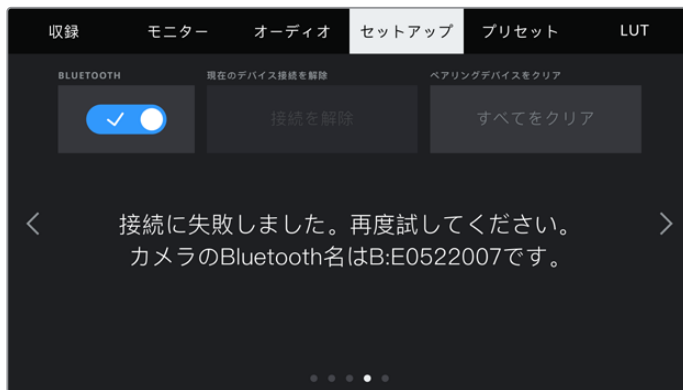 収録 モニター オーディオ セットアップ プリセット LUT
BLUETOOTH 現在のデバイス接続を解除 ペアリングデバイスをクリア
接続を解除 すべてをクリア
接続に失敗しました。再度試してください。
カメラのBluetooth名はB:E0522007です。